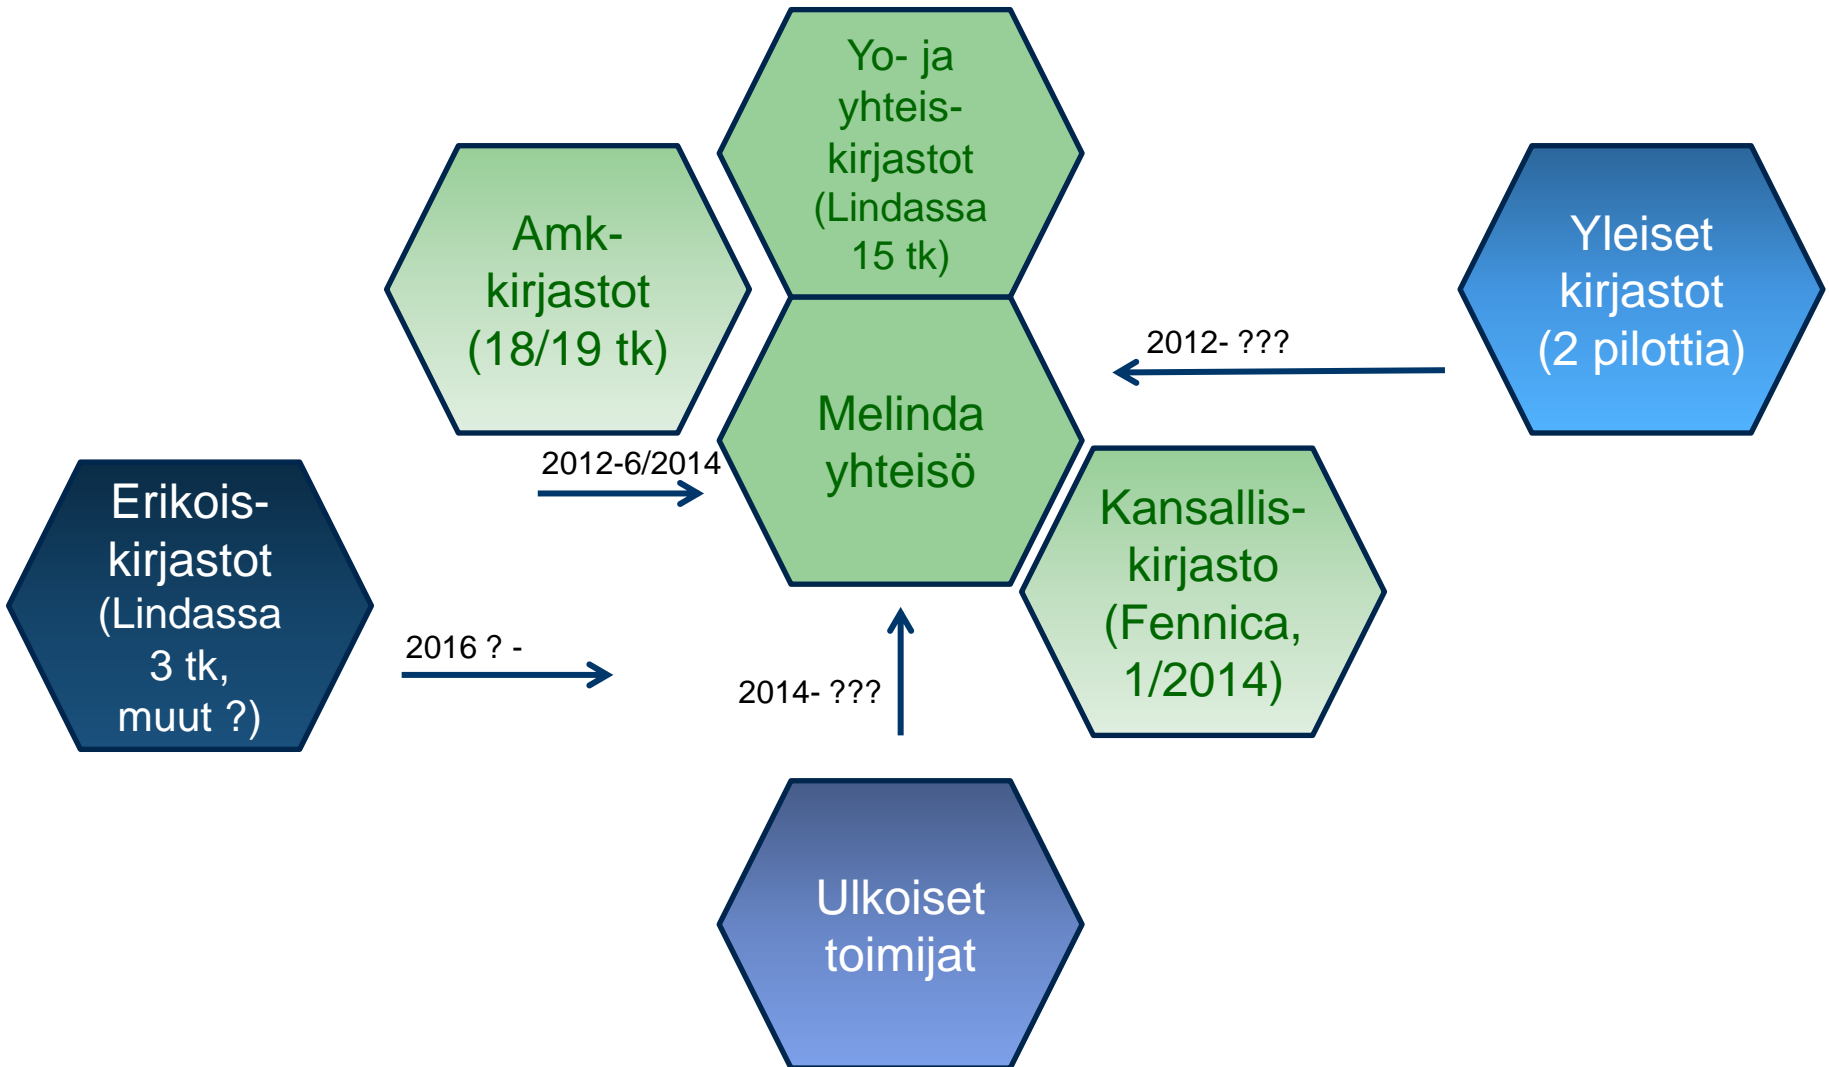 Yo- ja
yhteis-
kirjastot
(Lindassa
15 tk)
Amk-
kirjastot
(18/19 tk)
Yleiset
kirjastot
(2 pilottia)
2012- ???
Melinda
yhteisö
2012-6/2014
Erikois-
kirjastot
(Lindassa
3 tk,
muut ?)
Kansallis-
kirjasto
(Fennica,
1/2014)
2016 ? -
2014- ???
Ulkoiset
toimijat